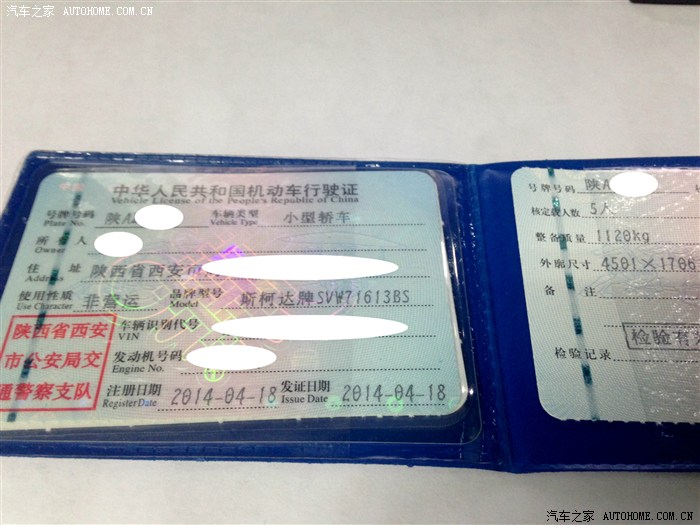 汽车之家 AUTOHOME.COM.CN
中华人民共和国机动车行驶证
Vehicle License of the People's Republic of China
号牌号码 陕A 车辆类型 小型轿车
Plate No. Vehicle Type
所有人
Owner
住址 陕西省西安市
Address
使用性质 非营运 品牌型号 斯柯达牌SVW71613BS
Use Character Model
陕西省西安
市公安局交
通警察支队
车辆识别代号
VIN
发动机号码
Engine No.
注册日期 2014-04-18 发证日期 2014-04-18
Register Date Issue Date
号牌号码 陕A
核定载人数 5人
整备质量 1120kg
外廓尺寸 4501×1706
备注
检验有
检验记录
汽车之家 AUTOHOME.COM.CN